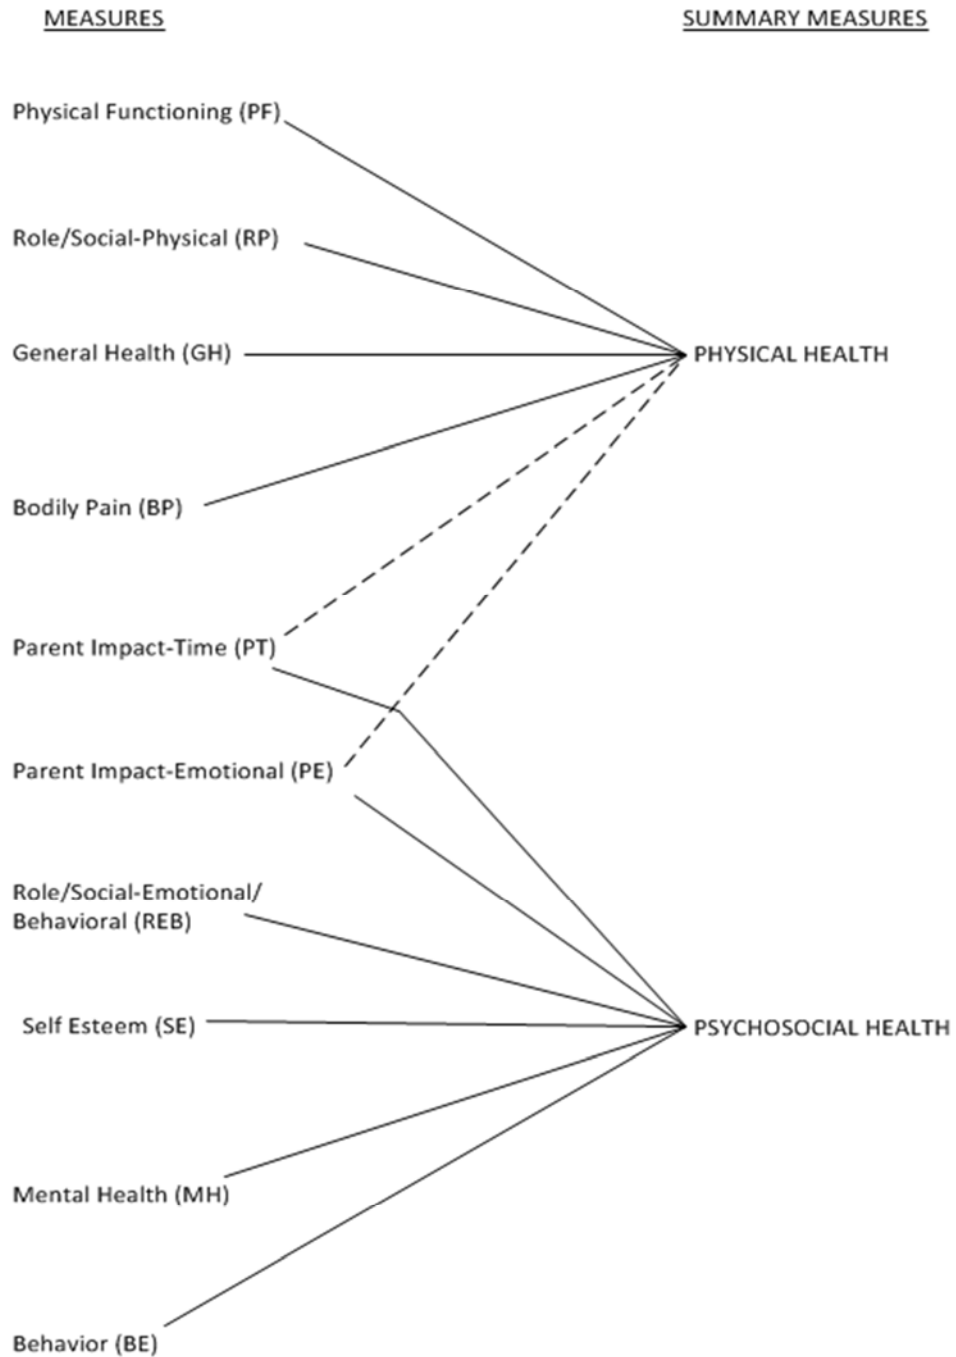 MEASURES
SUMMARY MEASURES
Physical Functioning (PF)
Role/Social-Physical (RP)
General Health (GH)
PHYSICAL HEALTH
Bodily Pain (BP)
Parent Impact-Time (PT)
Parent Impact-Emotional (PE)
Role/Social-Emotional/
Behavioral (REB)
Self Esteem (SE)
PSYCHOSOCIAL HEALTH
Mental Health (MH)
Behavior (BE)